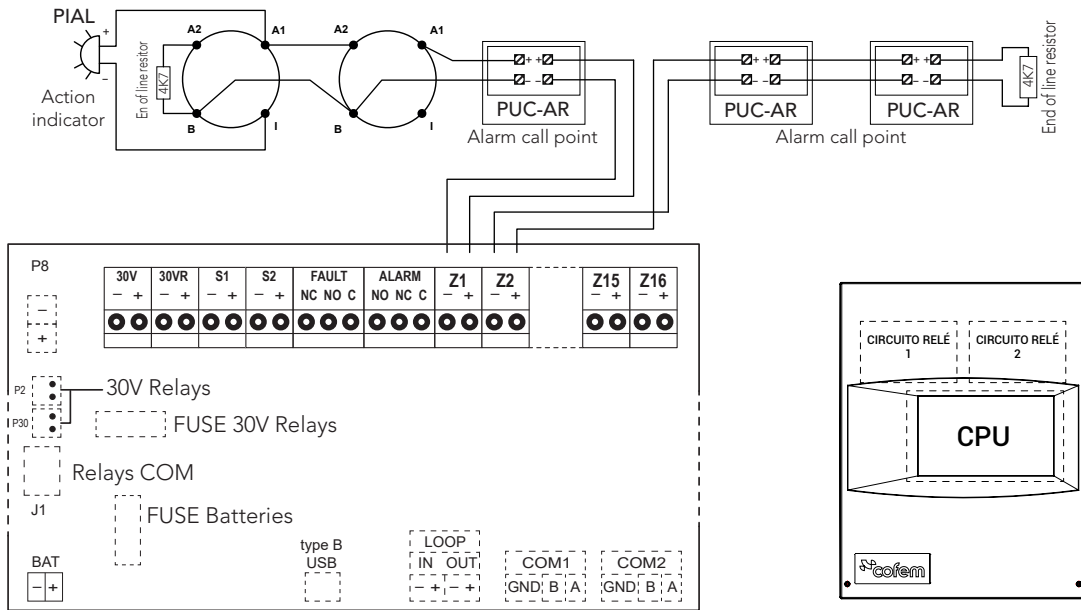 PIAL
+
−
Action
indicator
En of line resitor
4K7
A2 A1
B I
A2 A1
B I
+ +
− −
PUC-AR
Alarm call point
+ +
− −
PUC-AR
+ +
− −
PUC-AR
Alarm call point
4K7
End of line resistor
P8
−
+
30V 30VR S1 S2 FAULT ALARM Z1 Z2 Z15 Z16
− + − + − + − + NC NO C NO NC C − + − + − + − +
P2
P30
30V Relays
FUSE 30V Relays
Relays COM
J1
FUSE Batteries
BAT
− +
type B
USB
LOOP
IN OUT
− + − +
COM1
GND B A
COM2
GND B A
CIRCUITO RELÉ
1
CIRCUITO RELÉ
2
CPU
cofem